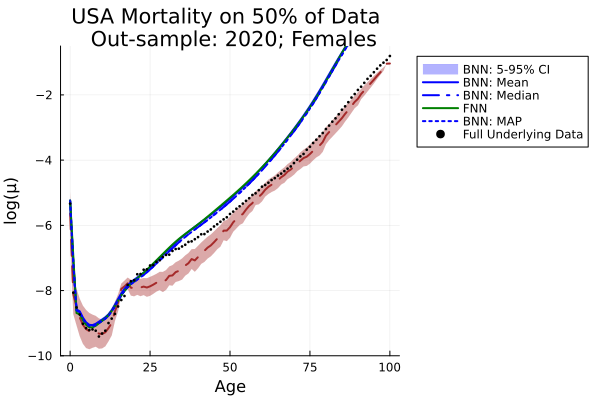 USA Mortality on 50% of Data
Out-sample: 2020; Females
BNN: 5-95% CI
BNN: Mean
BNN: Median
FNN
BNN: MAP
Full Underlying Data
log(μ)
−2
−4
−6
−8
−10
0
25
50
75
100
Age